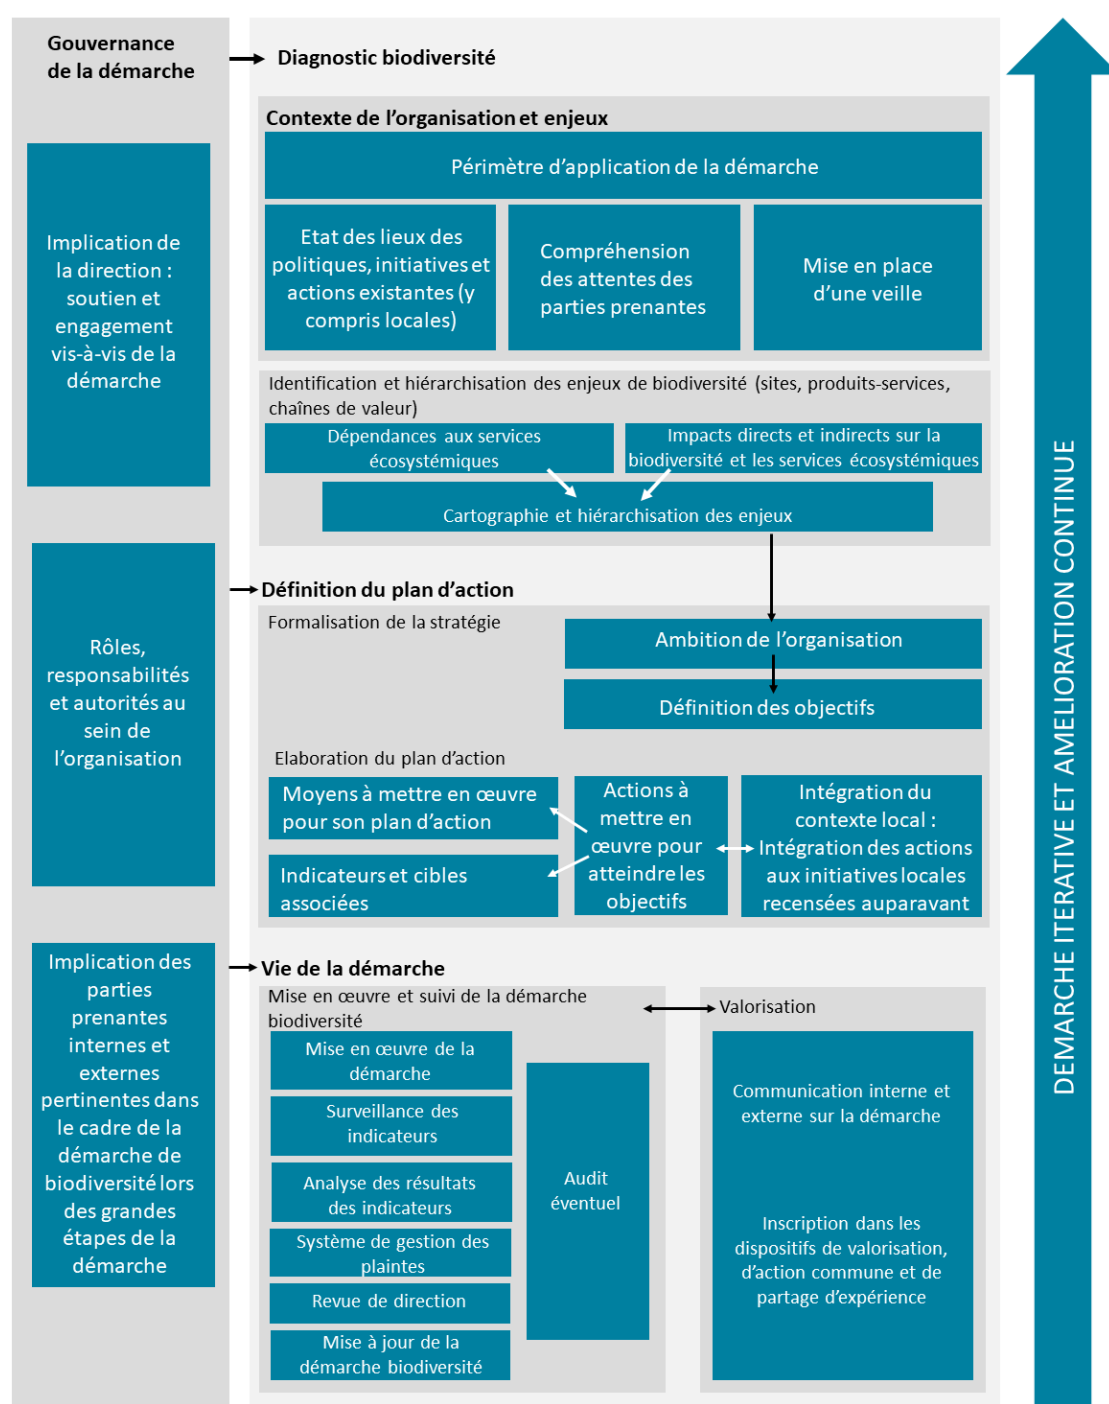 Gouvernance
de la démarche
Implication de
la direction :
soutien et
engagement
vis-à-vis de la
démarche
Rôles,
responsabilités
et autorités au
sein de
l'organisation
Implication des
parties
prenantes
internes et
externes
pertinentes dans
le cadre de la
démarche de
biodiversité lors
des grandes
étapes de la
démarche
Diagnostic biodiversité
Contexte de l'organisation et enjeux
Périmètre d'application de la démarche
Etat des lieux des
politiques, initiatives et
actions existantes (y
compris locales)
Compréhension
des attentes des
parties prenantes
Mise en place
d'une veille
Identification et hiérarchisation des enjeux de biodiversité (sites, produits-services,
chaînes de valeur)
Dépendances aux services
écosystémiques
Impacts directs et indirects sur la
biodiversité et les services écosystémiques
Cartographie et hiérarchisation des enjeux
Définition du plan d'action
Formalisation de la stratégie
Ambition de l'organisation
Définition des objectifs
Elaboration du plan d'action
Moyens à mettre en œuvre
pour son plan d'action
Indicateurs et cibles
associées
Actions à
mettre en
œuvre pour
atteindre les
objectifs
Intégration du
contexte local :
Intégration des actions
aux initiatives locales
recensées auparavant
Vie de la démarche
Mise en œuvre et suivi de la démarche
biodiversité
Mise en œuvre de la
démarche
Surveillance des
indicateurs
Analyse des résultats
des indicateurs
Système de gestion des
plaintes
Revue de direction
Mise à jour de la
démarche biodiversité
Audit
éventuel
Valorisation
Communication interne et
externe sur la démarche
Inscription dans les
dispositifs de valorisation,
d'action commune et de
partage d'expérience
DEMARCHE ITERATIVE ET AMELIORATION CONTINUE